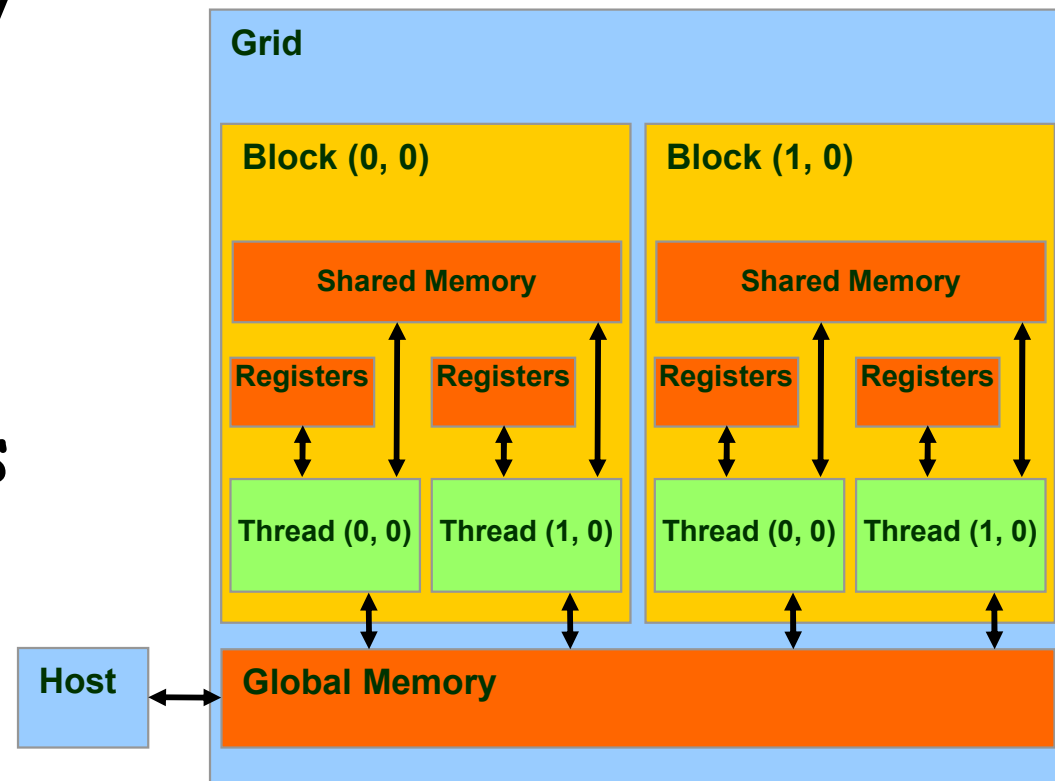 Grid
Block (0, 0) Block (1, 0)
Shared Memory Shared Memory
Registers Registers Registers Registers
Thread (0, 0) Thread (1, 0) Thread (0, 0) Thread (1, 0)
Host Global Memory